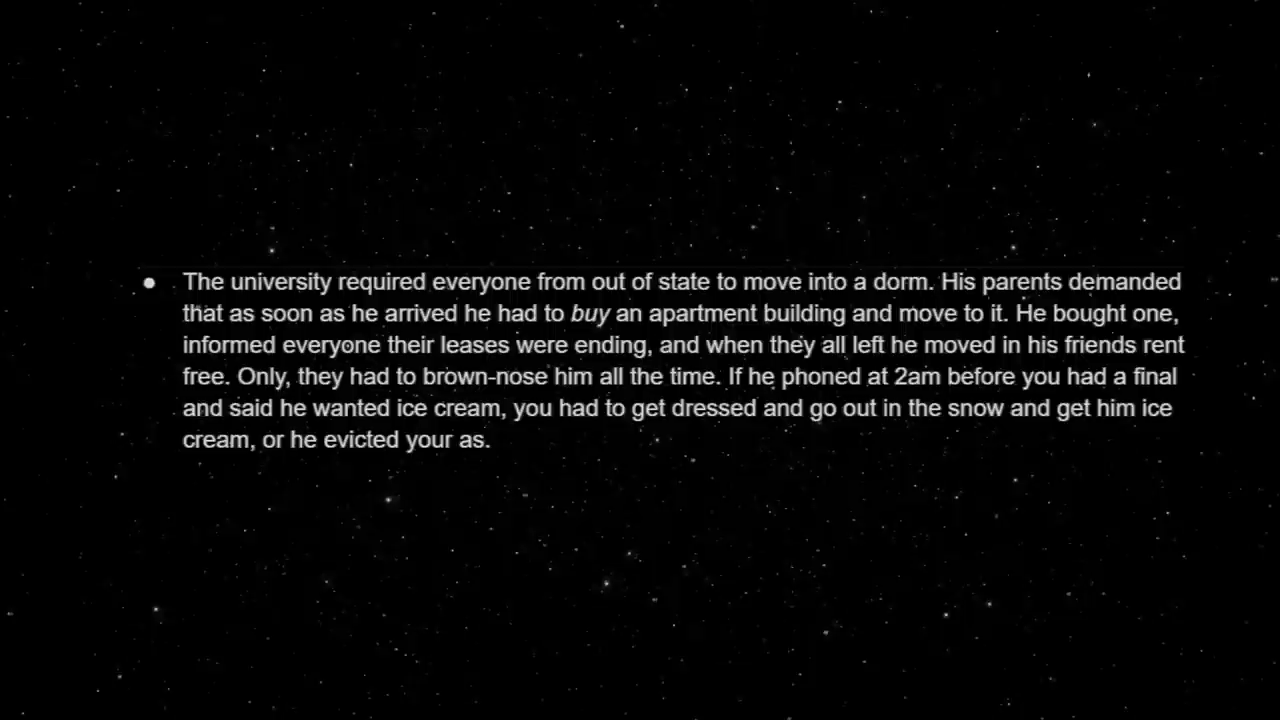 ● The university required everyone from out of state to move into a dorm. His parents demanded
that as soon as he arrived he had to buy an apartment building and move to it. He bought one,
informed everyone their leases were ending, and when they all left he moved in his friends rent
free. Only, they had to brown-nose him all the time. If he phoned at 2am before you had a final
and said he wanted ice cream, you had to get dressed and go out in the snow and get him ice
cream, or he evicted your as.